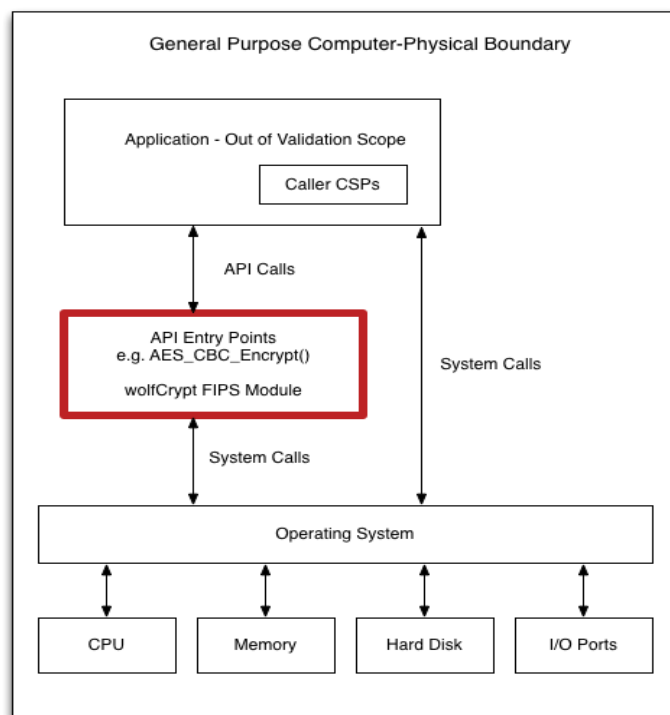 General Purpose Computer-Physical Boundary
Application - Out of Validation Scope
Caller CSPs
API Calls
API Entry Points
e.g. AES_CBC_Encrypt()
wolfCrypt FIPS Module
System Calls
System Calls
Operating System
CPU
Memory
Hard Disk
I/O Ports